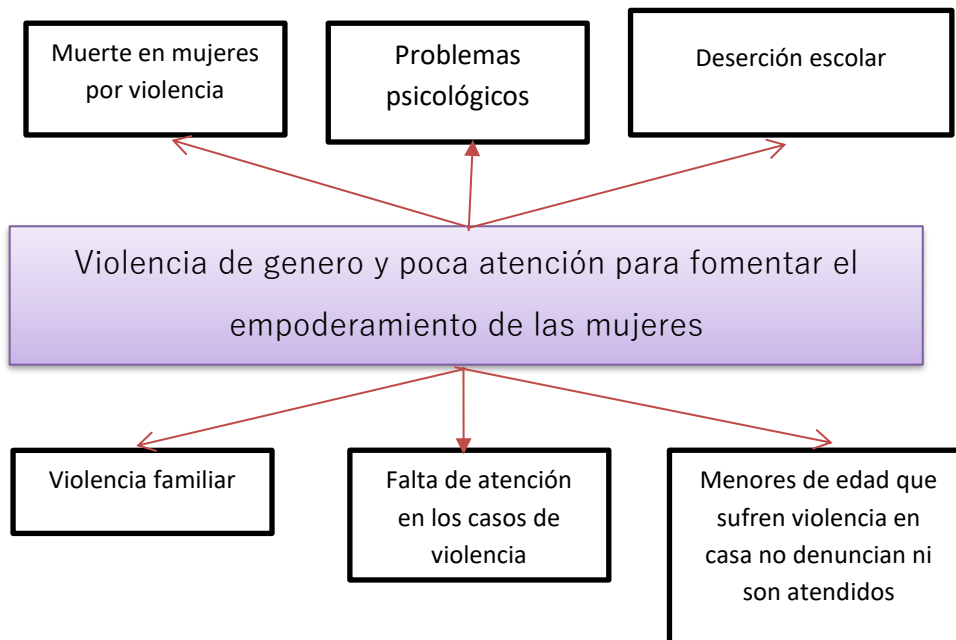 Muerte en mujeres
por violencia
Problemas
psicológicos
Deserción escolar
Violencia de genero y poca atención para fomentar el
empoderamiento de las mujeres
Violencia familiar
Falta de atención
en los casos de
violencia
Menores de edad que
sufren violencia en
casa no denuncian ni
son atendidos